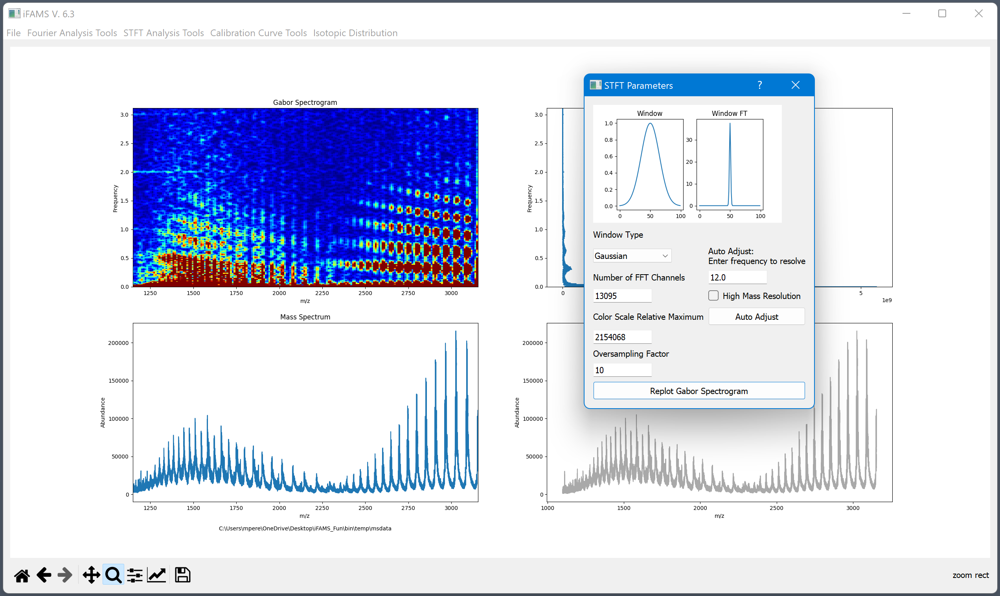 iFAMS V. 6.3
File Fourier Analysis Tools STFT Analysis Tools Calibration Curve Tools Isotopic Distribution
Gabor Spectrogram
3.0
2.5
2.0
1.5
1.0
0.5
0.0
Frequency
1250 1500 1750 2000 2250 2500 2750 3000
m/z
3.0
2.5
2.0
1.5
1.0
0.5
0.0
Frequency
0 5
1e9
STFT Parameters ?
Window
1.0
0.8
0.6
0.4
0.2
0.0
0 50 100
Window FT
30
20
10
0
0 50 100
Window Type
Gaussian
Auto Adjust:
Enter frequency to resolve
Number of FFT Channels
12.0
13095
High Mass Resolution
Color Scale Relative Maximum
Auto Adjust
2154068
Oversampling Factor
10
Replot Gabor Spectrogram
Mass Spectrum
200000
150000
100000
50000
0
Abundance
1250 1500 1750 2000 2250 2500 2750 3000
m/z
C:\Users\mpere\OneDrive\Desktop\iFAMS_Fun\bin\temp\msdata
200000
150000
100000
50000
0
Abundance
1000 1500 2000 2500 3000
m/z
zoom rect